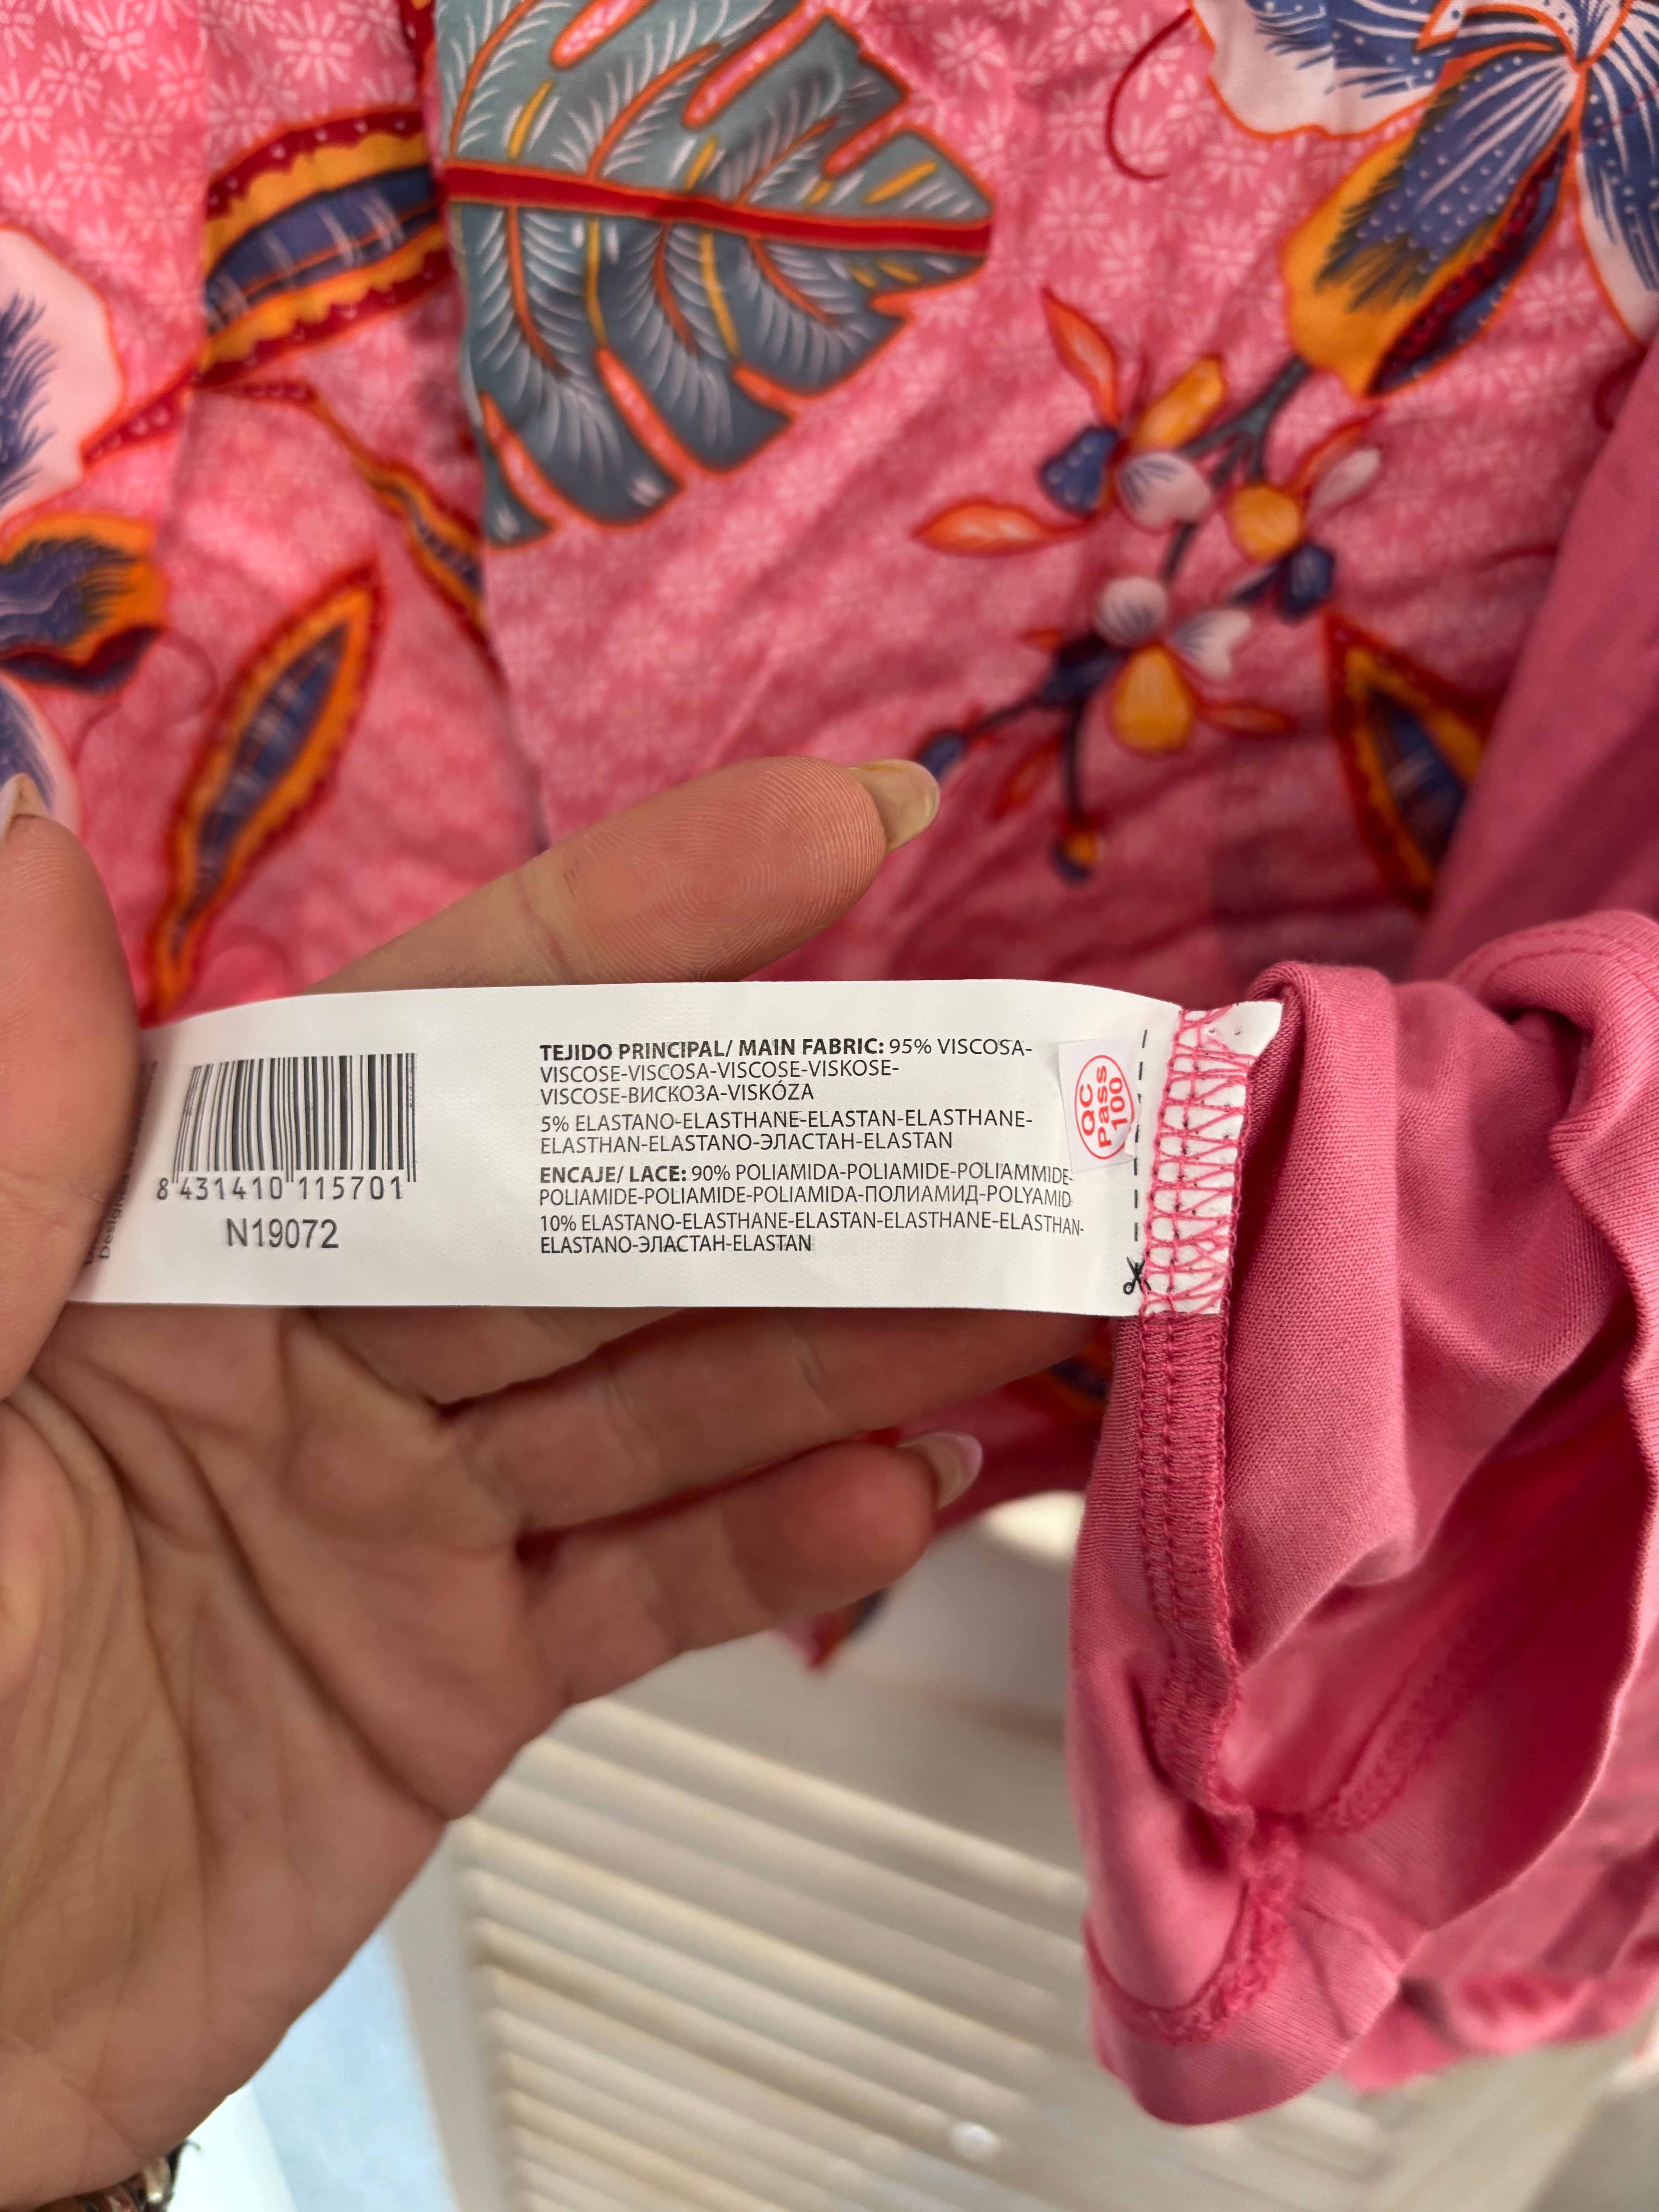 TEJIDO PRINCIPAL/ MAIN FABRIC: 95% VISCOSA-
VISCOSE-VISCOSA-VISCOSE-VISKOSE-
VISCOSE-ВИСКОЗА-VISKÓZA
5% ELASTANO-ELASTHANE-ELASTAN-ELASTHANE-
ELASTHAN-ELASTANO-ЭЛАСТАН-ELASTAN
ENCAJE/ LACE: 90% POLIAMIDA-POLIAMIDE-POLIAMMIDE-
POLIAMIDE-POLIAMIDE-POLIAMIDA-ПОЛИАМИД-POLYAMID
10% ELASTANO-ELASTHANE-ELASTAN-ELASTHANE-ELASTHAN-
ELASTANO-ЭЛАСТАН-ELASTAN
8 431410 115701
N19072
QC
Pass
100